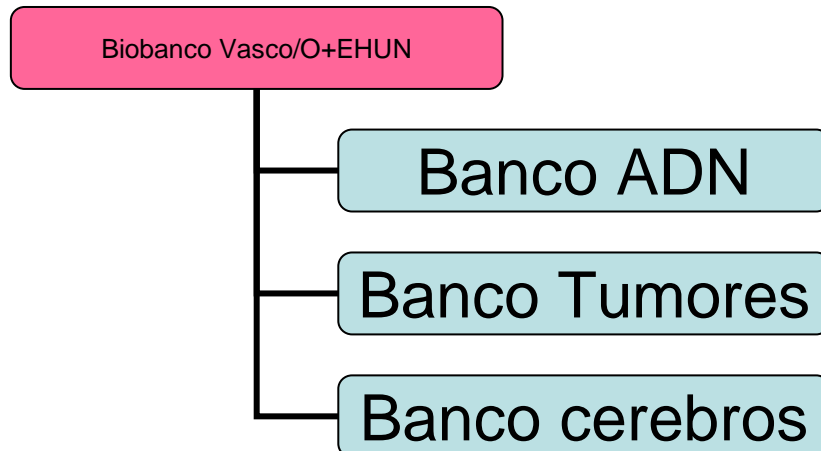 Biobanco Vasco/O+EHUN
Banco ADN
Banco Tumores
Banco cerebros